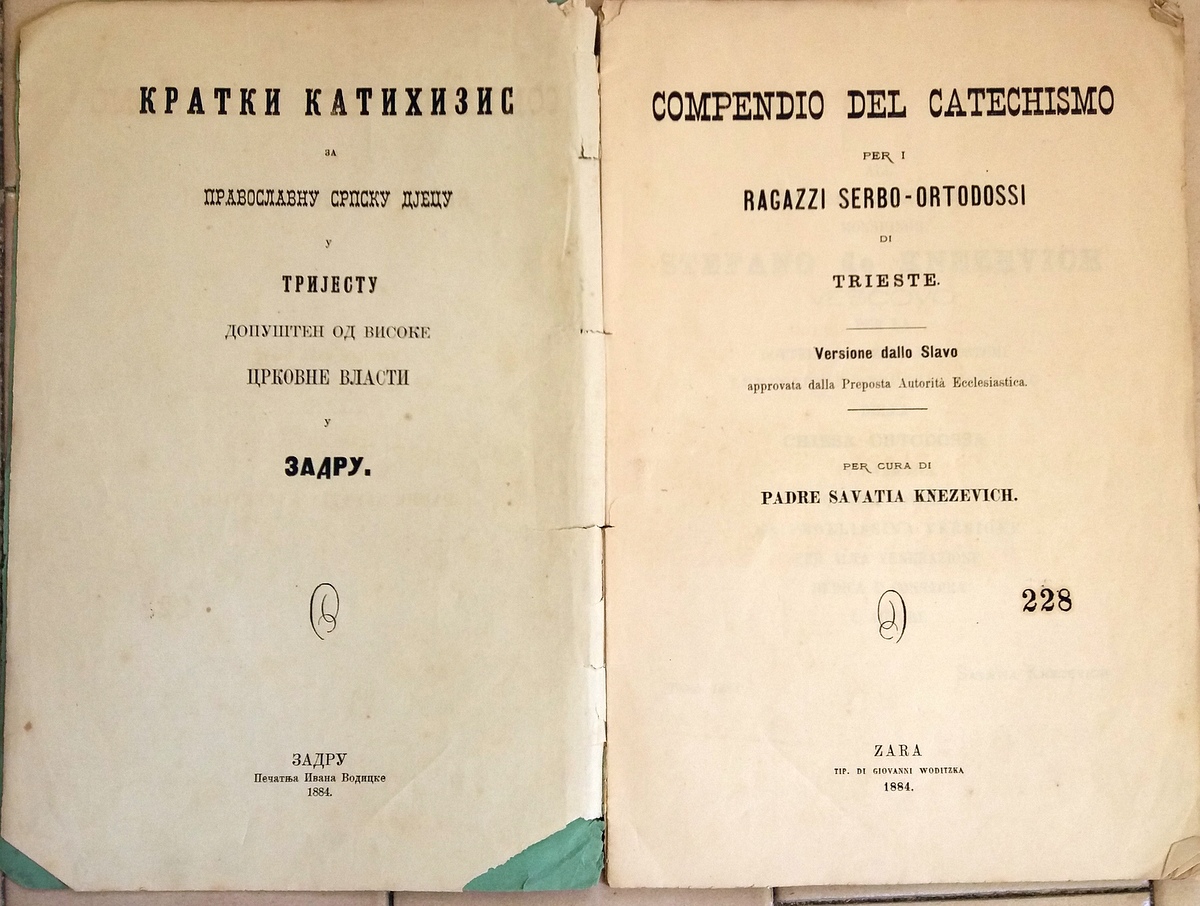 КРАТКИ КАТИХИЗИС
ЗА
ПРАВОСЛАВНУ СРПСКУ ДЈЕЦУ
У
ТРИЈЕСТУ
ДОПУШТЕН ОД ВИСОКЕ
ЦРКОВНЕ ВЛАСТИ
У
ЗАДРУ.
ЗАДРУ
Печатња Ивана Водицке
1884.
COMPENDIO DEL CATECHISMO
PER I
RAGAZZI SERBO-ORTODOSSI
DI
TRIESTE.
Versione dallo Slavo
approvata dalla Preposta Autorità Ecclesiastica.
PER CURA DI
PADRE SAVATIA KNEZEVICH.
228
ZARA
TIP. DI GIOVANNI WODITZKA
1884.